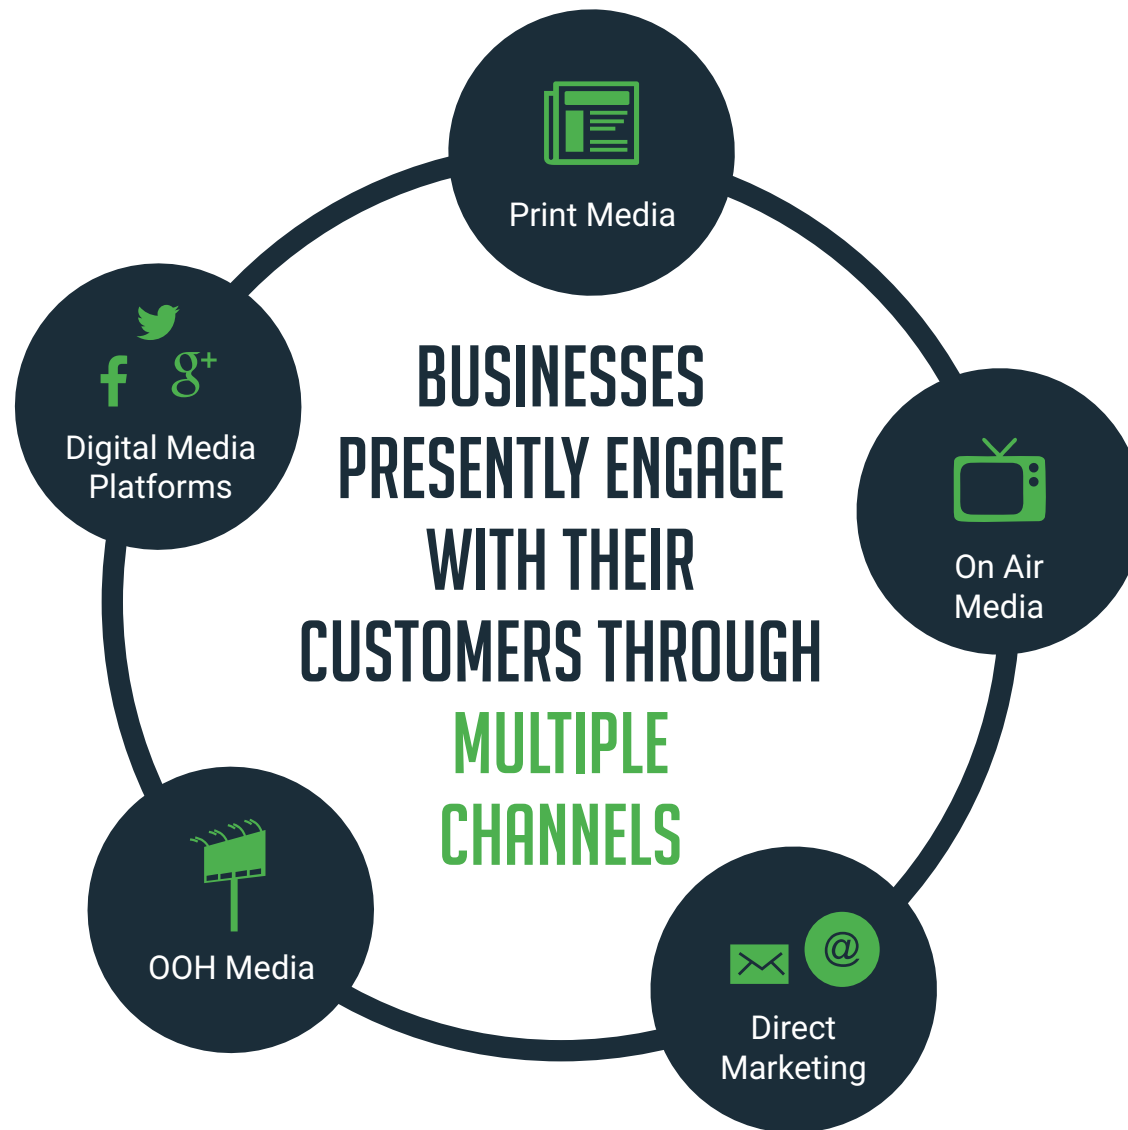 Print Media
Digital Media
Platforms
g+
f
BUSINESSES
PRESENTLY ENGAGE
WITH THEIR
CUSTOMERS THROUGH
MULTIPLE
CHANNELS
On Air
Media
OOH Media
@
Direct
Marketing